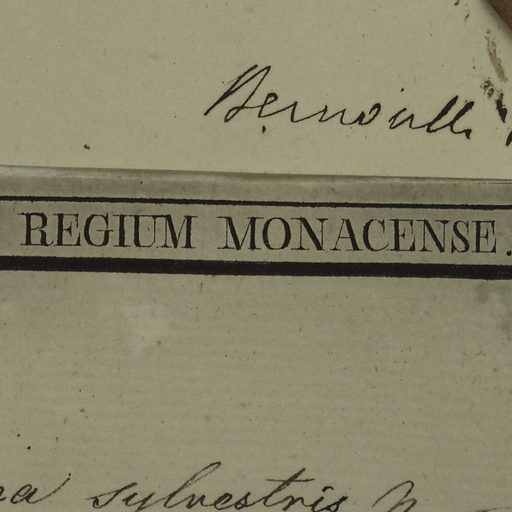 Bernoulli
REGIUM MONACENSE.
sylvestris